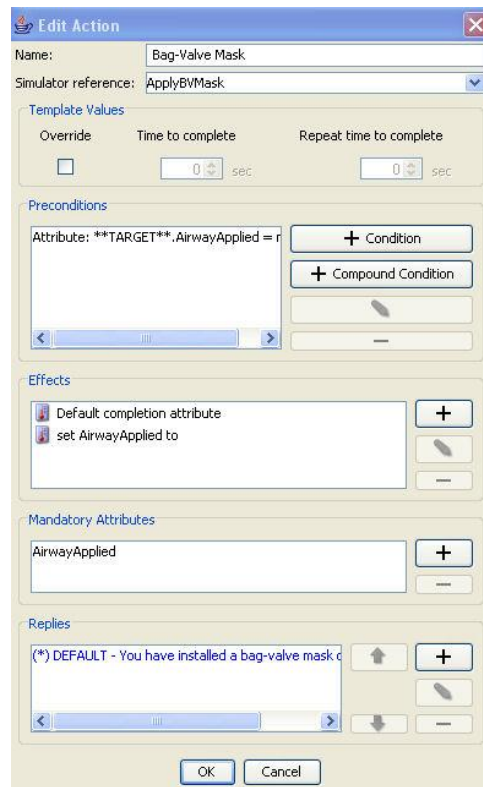 Edit Action
Name: Bag-Valve Mask
Simulator reference: ApplyBVMask
Template Values
Override Time to complete Repeat time to complete
0 sec 0 sec
Preconditions
Attribute: **TARGET**.AirwayApplied =
+ Condition
+ Compound Condition
Effects
Default completion attribute
set AirwayApplied to
Mandatory Attributes
AirwayApplied
Replies
(*) DEFAULT - You have installed a bag-valve mask
OK Cancel